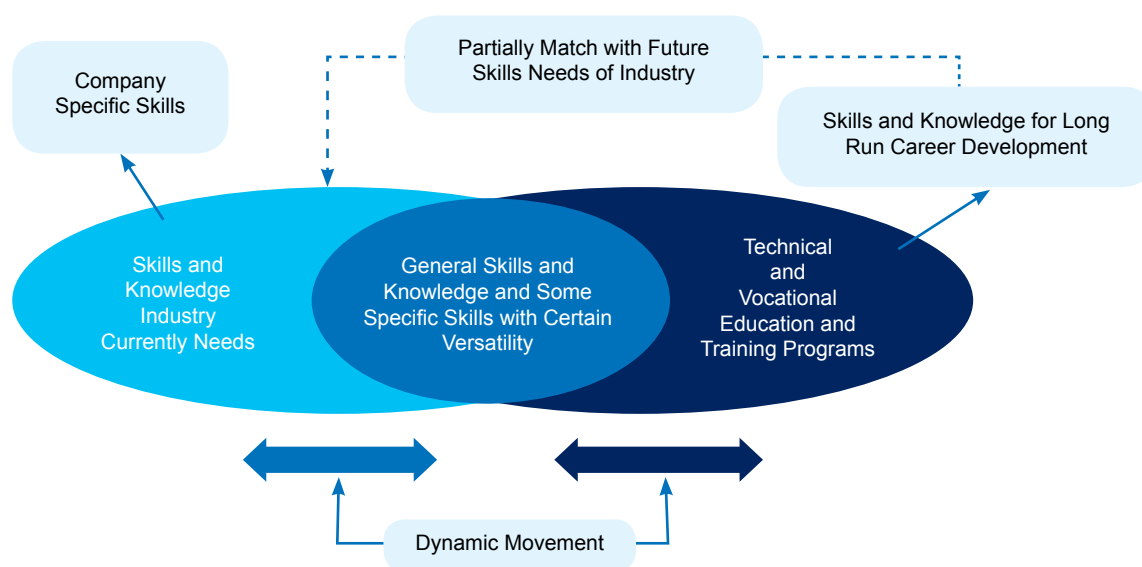 Company
Specific Skills
Partially Match with Future
Skills Needs of Industry
Skills and Knowledge for Long
Run Career Development
Skills and
Knowledge
Industry
Currently Needs
General Skills and
Knowledge and Some
Specific Skills with Certain
Versatility
Technical
and
Vocational
Education and
Training Programs
Dynamic Movement